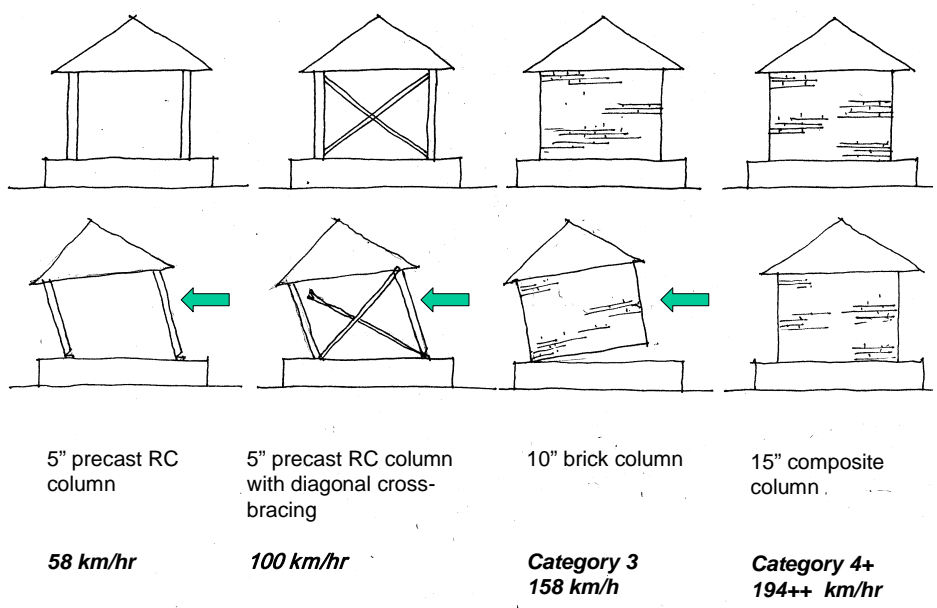 5” precast RC
column
58 km/hr
5” precast RC column
with diagonal cross-
bracing
100 km/hr
10” brick column
Category 3
158 km/h
15” composite
column
Category 4+
194++ km/hr